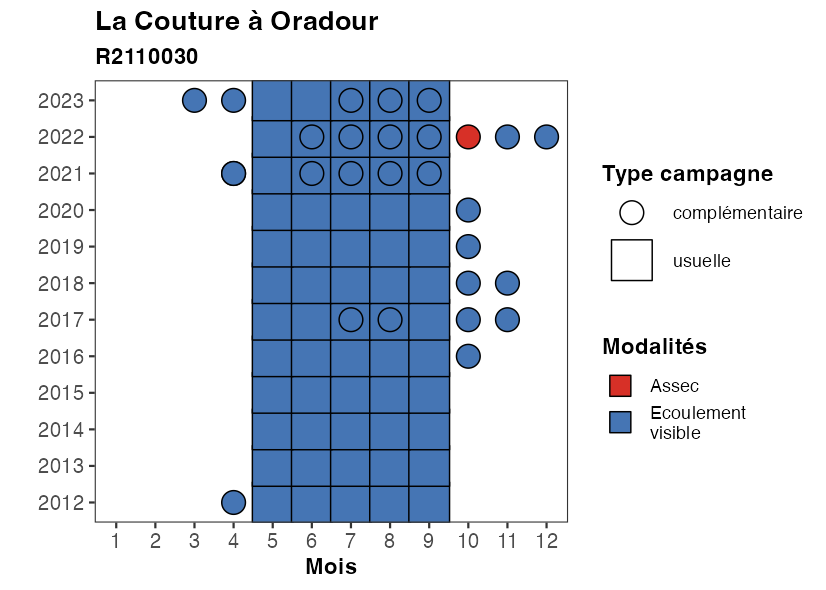 La Couture à Oradour
R2110030
2023
2022
2021
2020
2019
2018
2017
2016
2015
2014
2013
2012
1 2 3 4 5 6 7 8 9 10 11 12
Mois
Type campagne
complémentaire
usuelle
Modalités
Assec
Ecoulement
visible